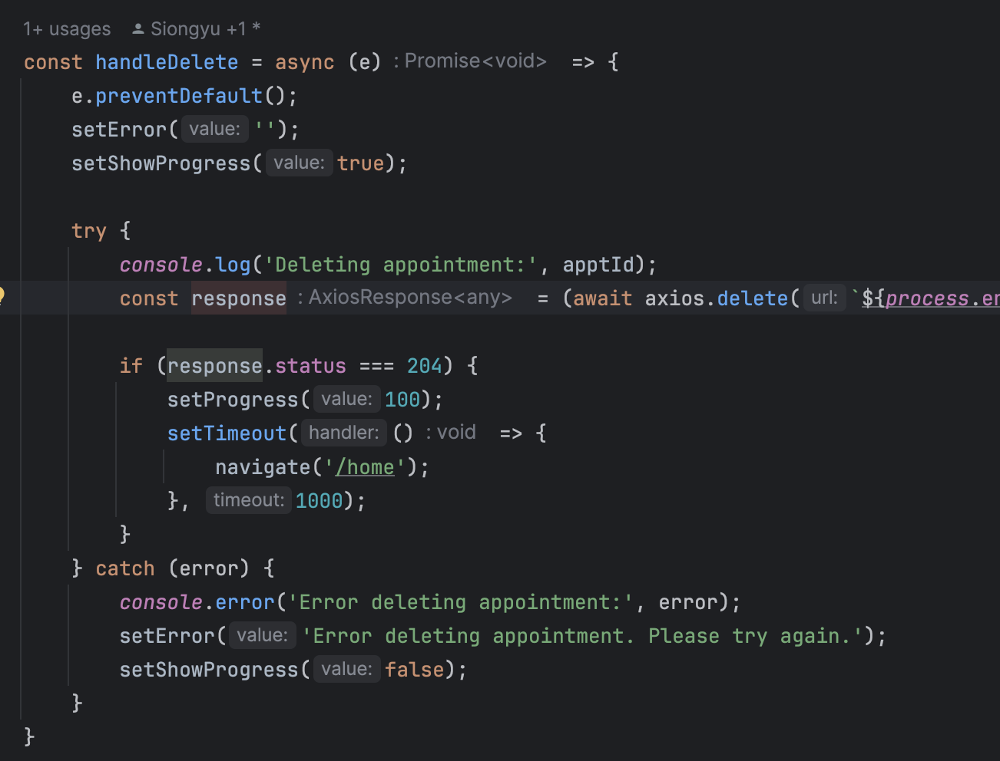 1+ usages Siongyu +1 *
const handleDelete = async (e) : Promise<void> => {
e.preventDefault();
setError( value: '');
setShowProgress( value: true);
try {
console.log('Deleting appointment:', apptId);
const response : AxiosResponse<any> = (await axios.delete( url: `${process.en
if (response.status === 204) {
setProgress( value: 100);
setTimeout( handler: () : void => {
navigate('/home');
}, timeout: 1000);
}
} catch (error) {
console.error('Error deleting appointment:', error);
setError( value: 'Error deleting appointment. Please try again.');
setShowProgress( value: false);
}
}